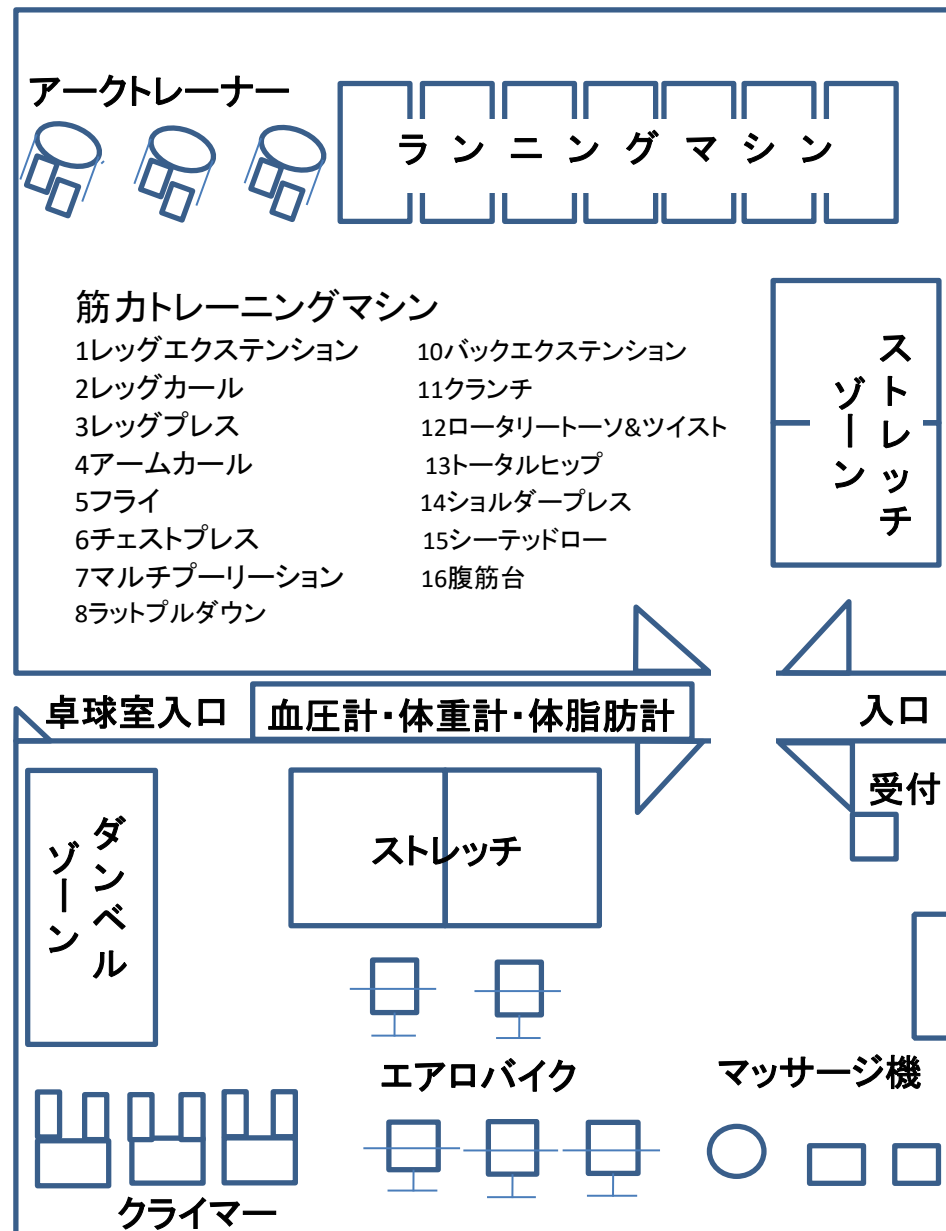 アークトレーナー
ランニングマシン
筋力トレーニングマシン
1レッグエクステンション
2レッグカール
3レッグプレス
4アームカール
5フライ
6チェストプレス
7マルチプーリーション
8ラットプルダウン
10バックエクステンション
11クランチ
12ロータリートーソ&ツイスト
13トータルヒップ
14ショルダープレス
15シーテッドロー
16腹筋台
ストレッチ
ゾーン
卓球室入口
血圧計・体重計・体脂肪計
入口
受付
ダンベル
ゾーン
ストレッチ
エアロバイク
マッサージ機
クライマー